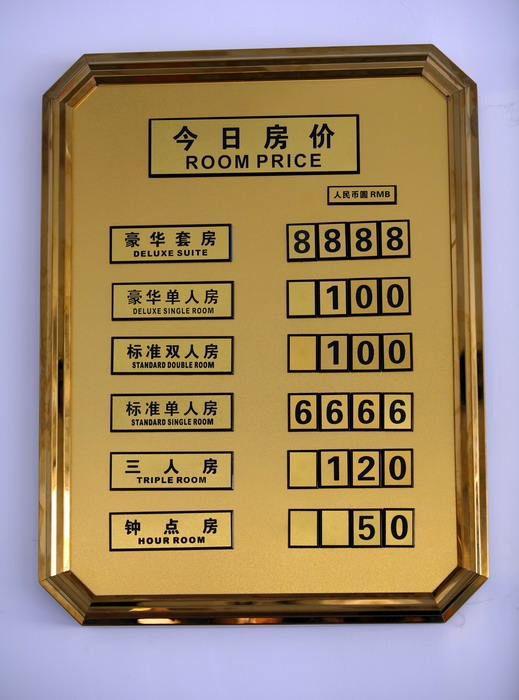 今日房价
ROOM PRICE
人民币圆 RMB
豪华套房 8888
DELUXE SUITE
豪华单人房 100
DELUXE SINGLE ROOM
标准双人房 100
STANDARD DOUBLE ROOM
标准单人房 6666
STANDARD SINGLE ROOM
三人房 120
TRIPLE ROOM
钟点房 50
HOUR ROOM